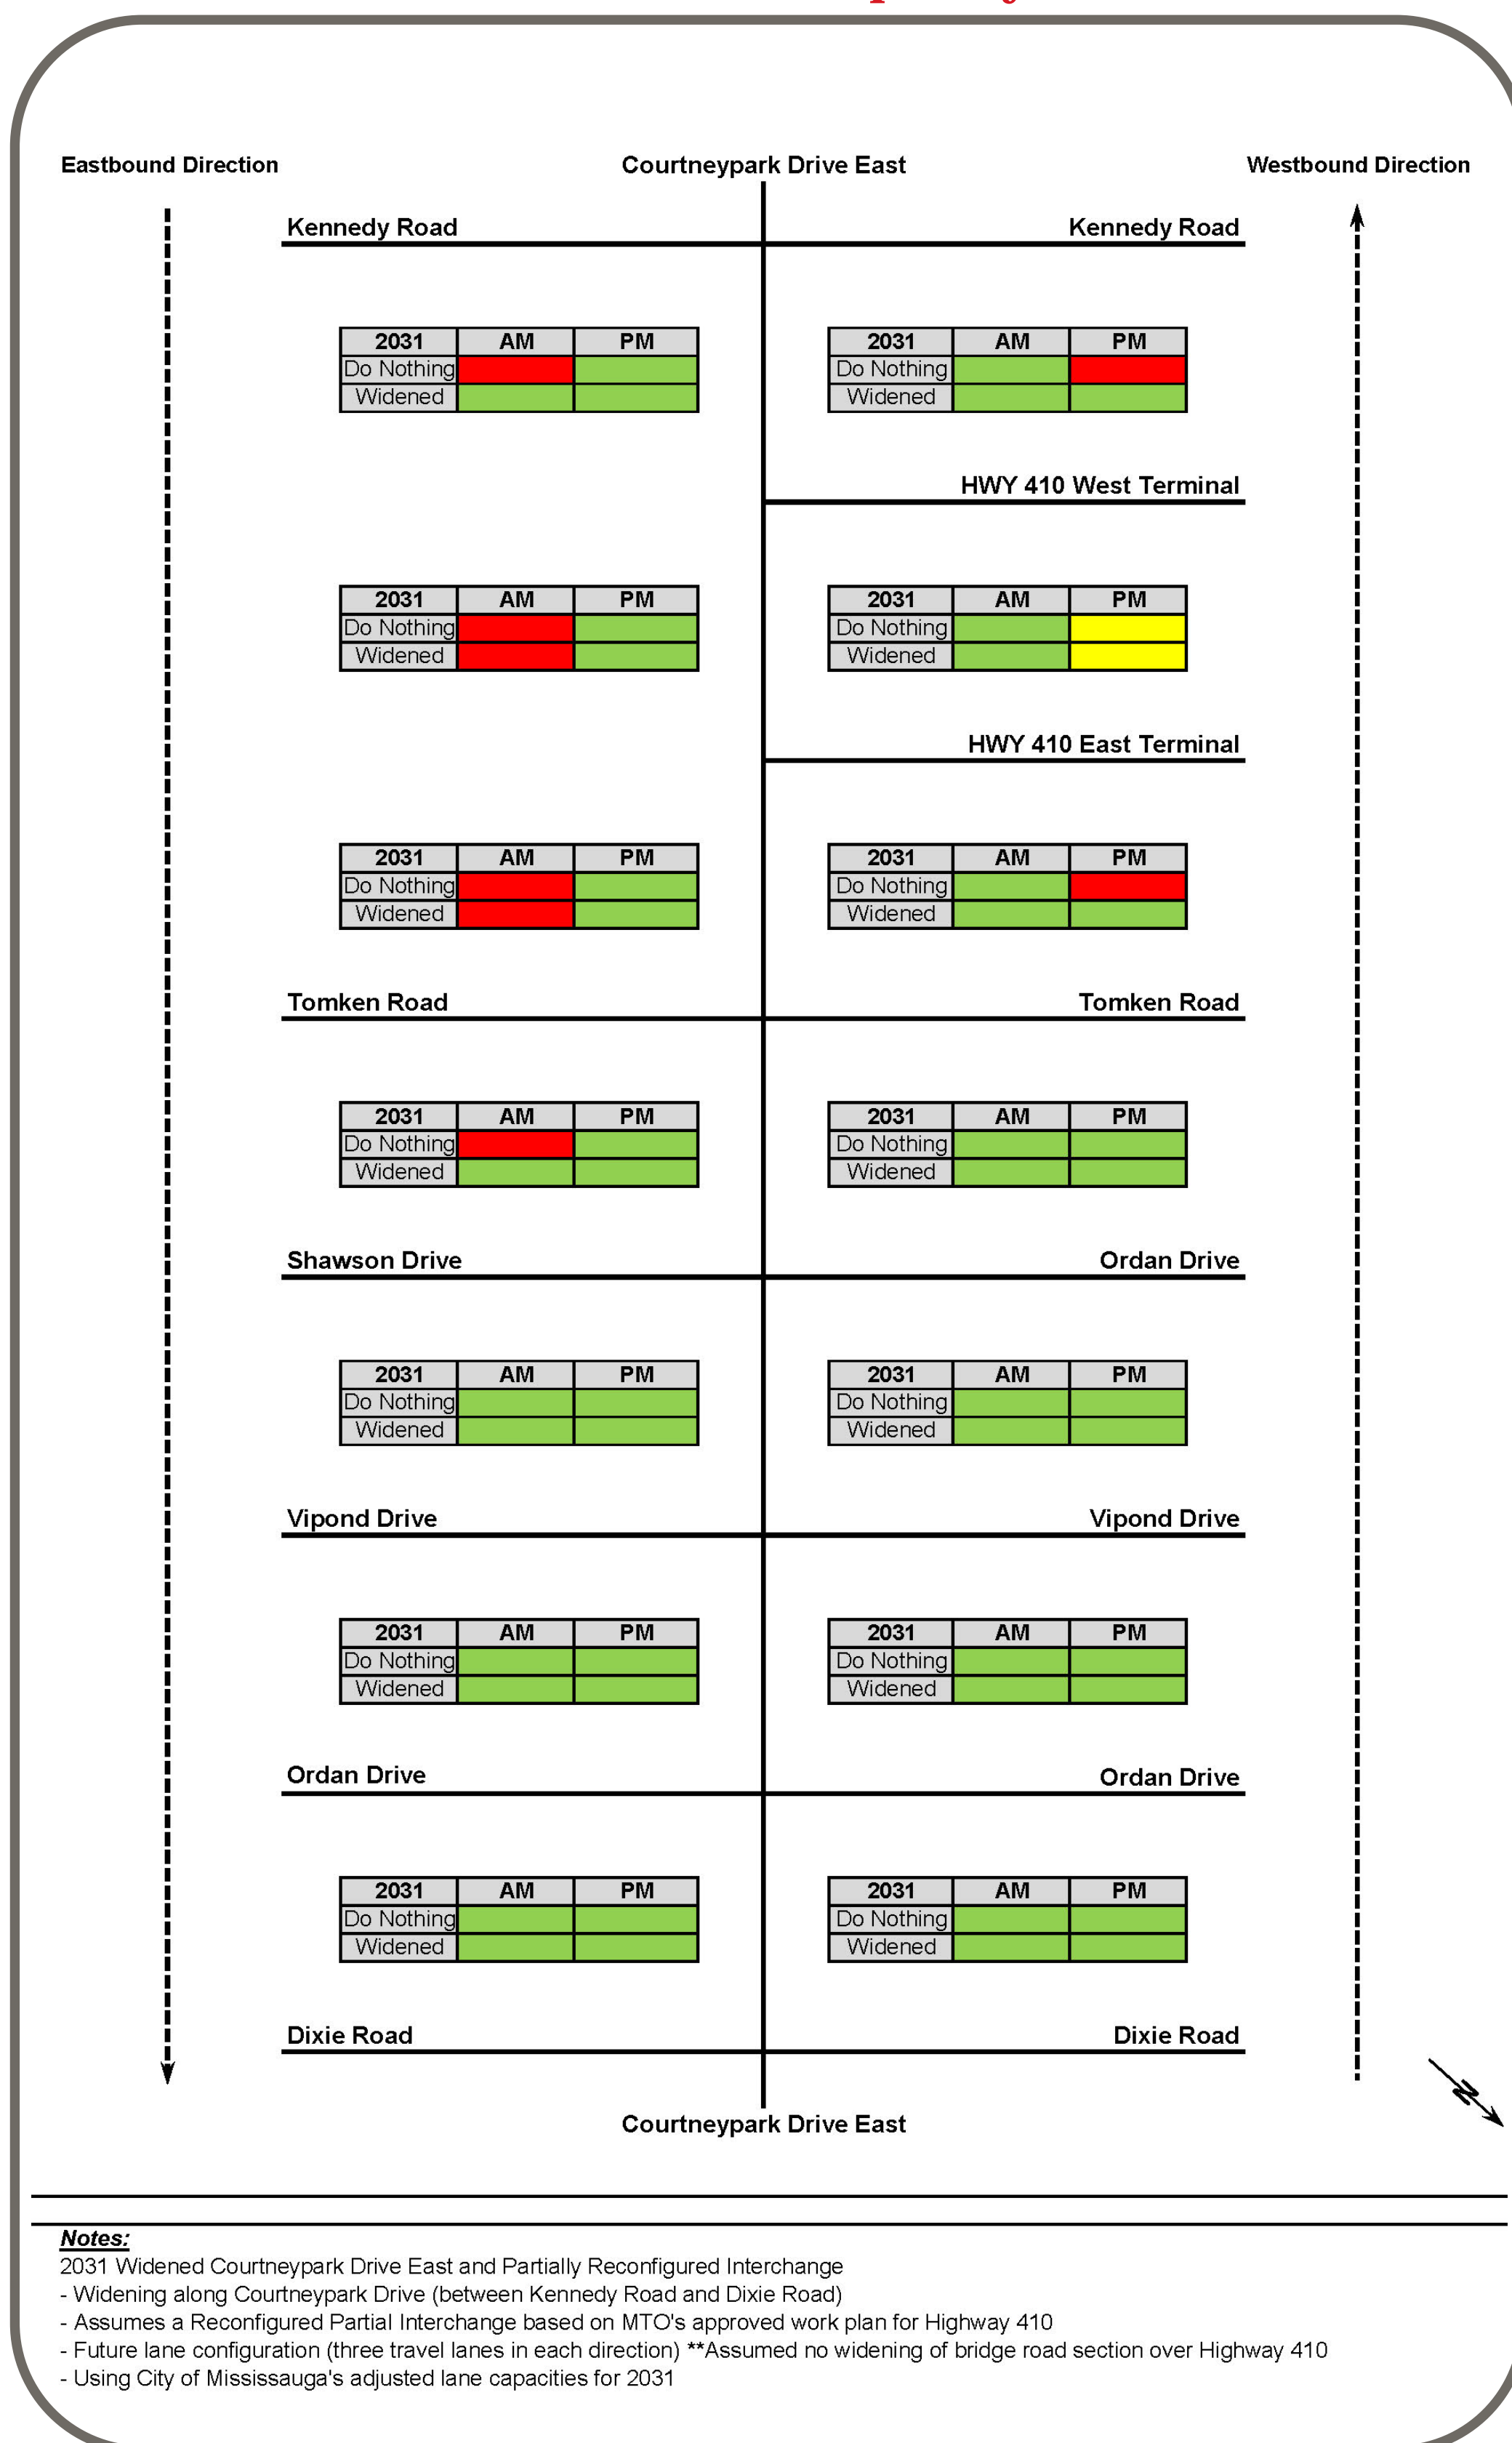 Eastbound Direction Courtneypark Drive East Westbound Direction
Kennedy Road Kennedy Road
2031 AM PM 2031 AM PM
Do Nothing Do Nothing
Widened Widened
HWY 410 West Terminal
2031 AM PM 2031 AM PM
Do Nothing Do Nothing
Widened Widened
HWY 410 East Terminal
2031 AM PM 2031 AM PM
Do Nothing Do Nothing
Widened Widened
Tomken Road Tomken Road
2031 AM PM 2031 AM PM
Do Nothing Do Nothing
Widened Widened
Shawson Drive Ordan Drive
2031 AM PM 2031 AM PM
Do Nothing Do Nothing
Widened Widened
Vipond Drive Vipond Drive
2031 AM PM 2031 AM PM
Do Nothing Do Nothing
Widened Widened
Ordan Drive Ordan Drive
2031 AM PM 2031 AM PM
Do Nothing Do Nothing
Widened Widened
Dixie Road Dixie Road
N
Courtneypark Drive East
Notes:
2031 Widened Courtneypark Drive East and Partially Reconfigured Interchange
- Widening along Courtneypark Drive (between Kennedy Road and Dixie Road)
- Assumes a Reconfigured Partial Interchange based on MTO's approved work plan for Highway 410
- Future lane configuration (three travel lanes in each direction) **Assumed no widening of bridge road section over Highway 410
- Using City of Mississauga's adjusted lane capacities for 2031